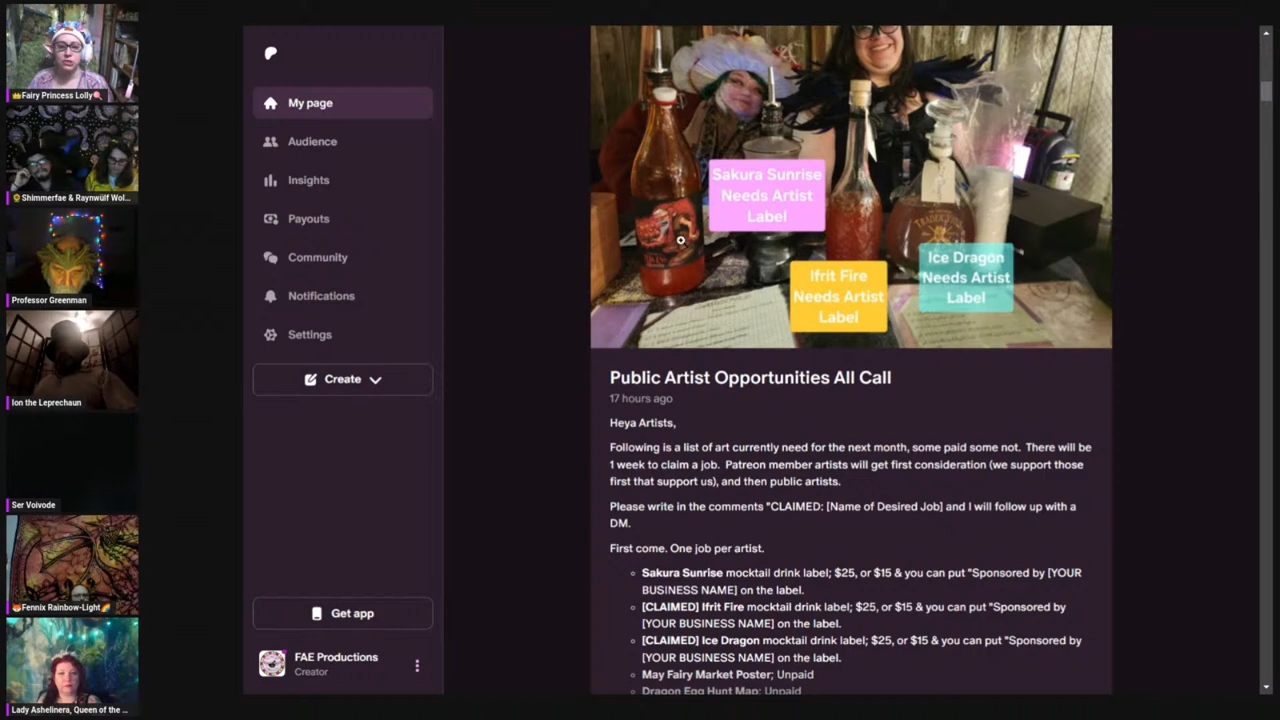 Fairy Princess Lolly
Shimmerfae & Raynwülf Wol...
Professor Greenman
Ion the Leprechaun
Ser Voivode
Fennix Rainbow-Light
Lady Ashelinera, Queen of the ...
My page
Audience
Insights
Payouts
Community
Notifications
Settings
Create
Get app
FAE Productions
Creator
Sakura Sunrise
Needs Artist
Label
Ifrit Fire
Needs Artist
Label
Ice Dragon
Needs Artist
Label
Public Artist Opportunities All Call
17 hours ago
Heya Artists,
Following is a list of art currently need for the next month, some paid some not. There will be
1 week to claim a job. Patreon member artists will get first consideration (we support those
first that support us), and then public artists.
Please write in the comments "CLAIMED: [Name of Desired Job] and I will follow up with a
DM.
First come. One job per artist.
Sakura Sunrise mocktail drink label; $25, or $15 & you can put "Sponsored by [YOUR
BUSINESS NAME] on the label.
[CLAIMED] Ifrit Fire mocktail drink label; $25, or $15 & you can put "Sponsored by
[YOUR BUSINESS NAME] on the label.
[CLAIMED] Ice Dragon mocktail drink label; $25, or $15 & you can put "Sponsored by
[YOUR BUSINESS NAME] on the label.
May Fairy Market Poster; Unpaid
Dragon Egg Hunt Map; Unpaid